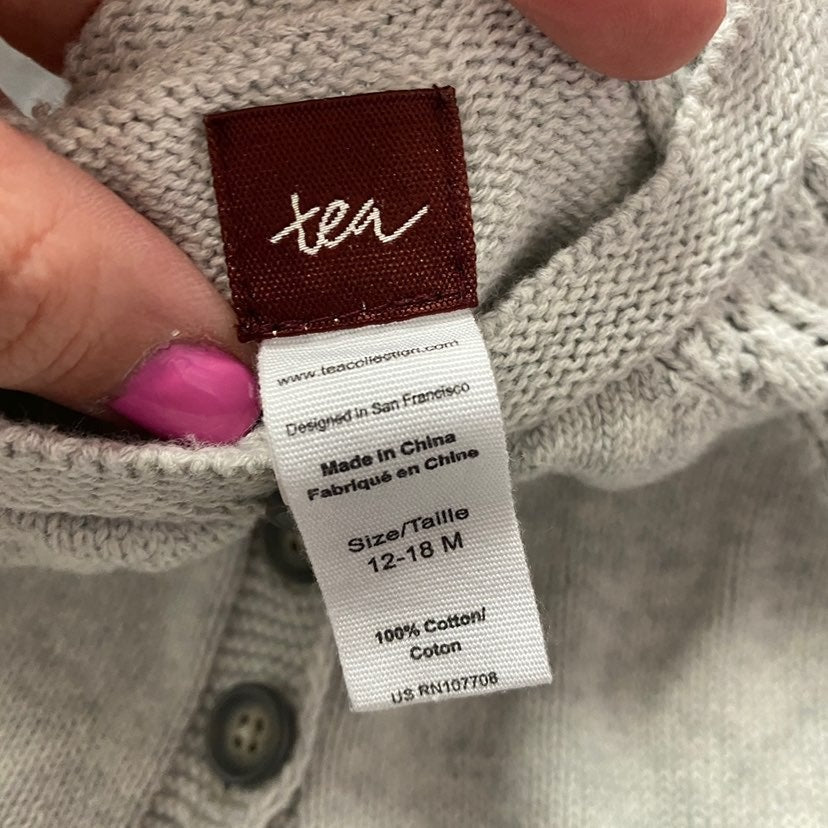 tea
www.teacollection.com
Designed in San Francisco
Made in China
Fabriqué en Chine
Size/Taille
12-18 M
100% Cotton/
Coton
US RN107708